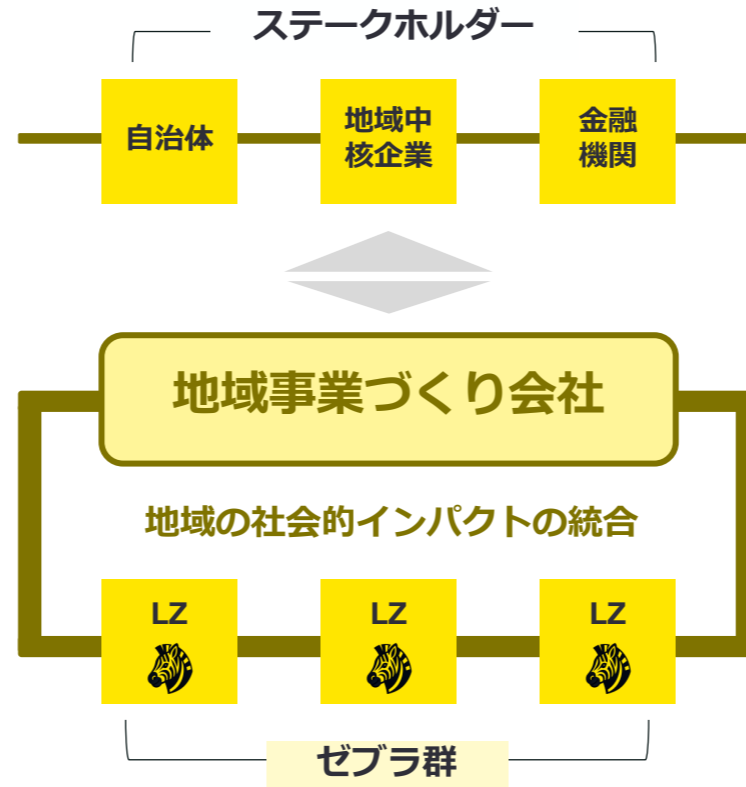 ステークホルダー
自治体
地域中
核企業
金融
機関
地域事業づくり会社
地域の社会的インパクトの統合
LZ
LZ
LZ
ゼブラ群